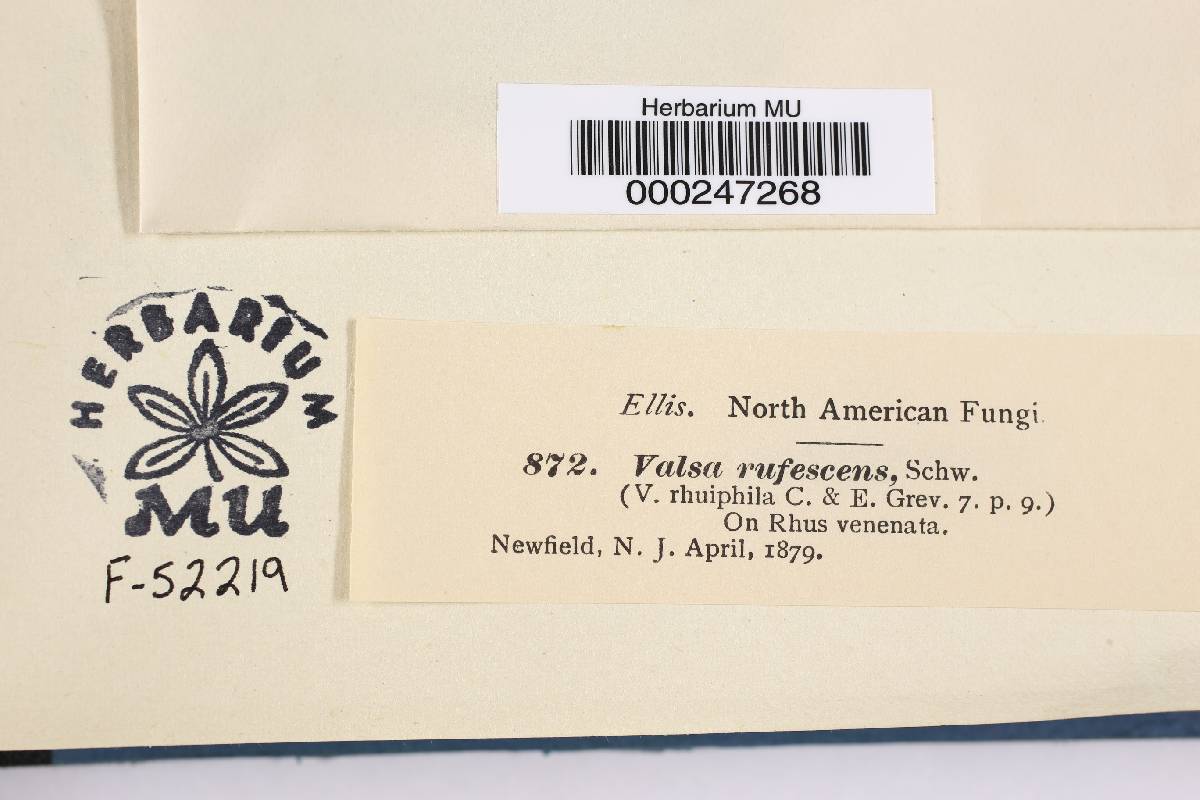 Herbarium MU
000247268
HERBARIUM
MU
F-52219
Ellis. North American Fungi.
872. Valsa rufescens, Schw.
(V. rhuiphila C. & E. Grev. 7. p. 9.)
On Rhus venenata.
Newfield, N. J. April, 1879.